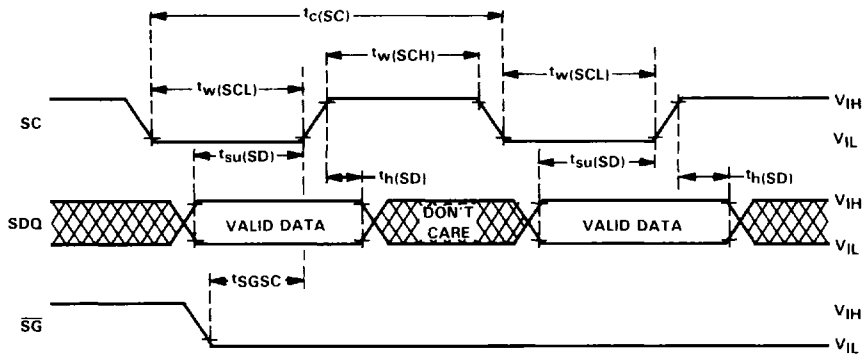 tc(SC)
tw(SCH)
tw(SCL)
tw(SCL)
SC
VIH
VIL
tsu(SD)
th(SD)
tsu(SD)
th(SD)
SDQ
VALID DATA
DON'T
CARE
VALID DATA
VIH
VIL
tSGSC
SG
VIH
VIL